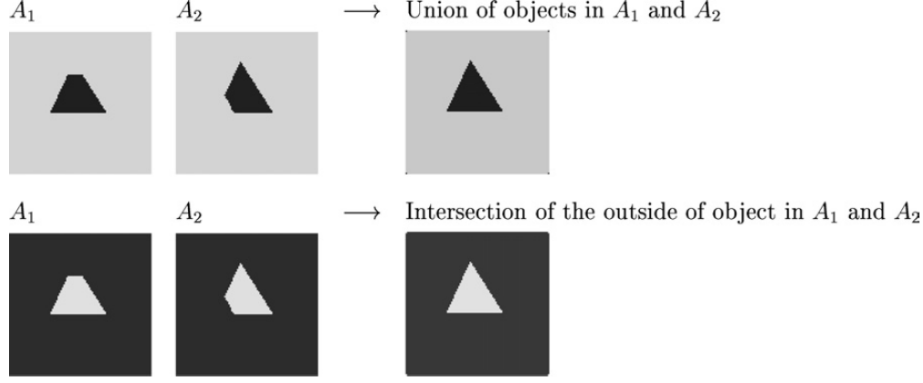 A₁ A₂ ⟶ Union of objects in A₁ and A₂
A₁ A₂ ⟶ Intersection of the outside of object in A₁ and A₂